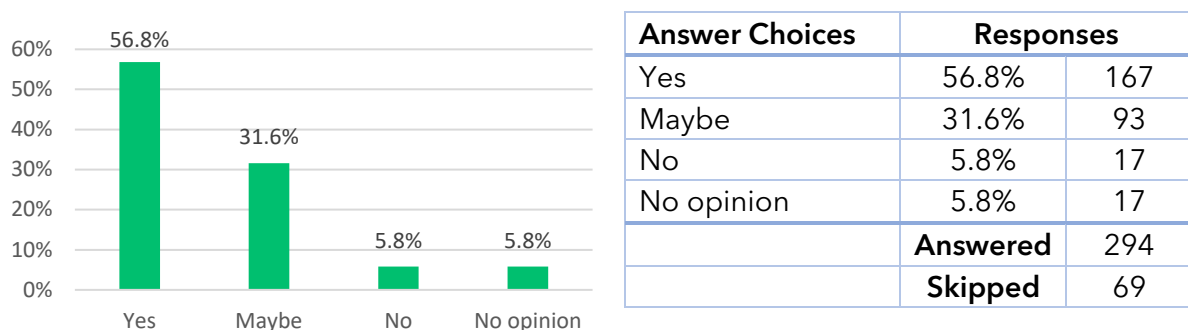 60%
50%
40%
30%
20%
10%
0%
56.8%
31.6%
5.8%
5.8%
Yes Maybe No No opinion
Answer Choices Responses
Yes 56.8% 167
Maybe 31.6% 93
No 5.8% 17
No opinion 5.8% 17
Answered 294
Skipped 69